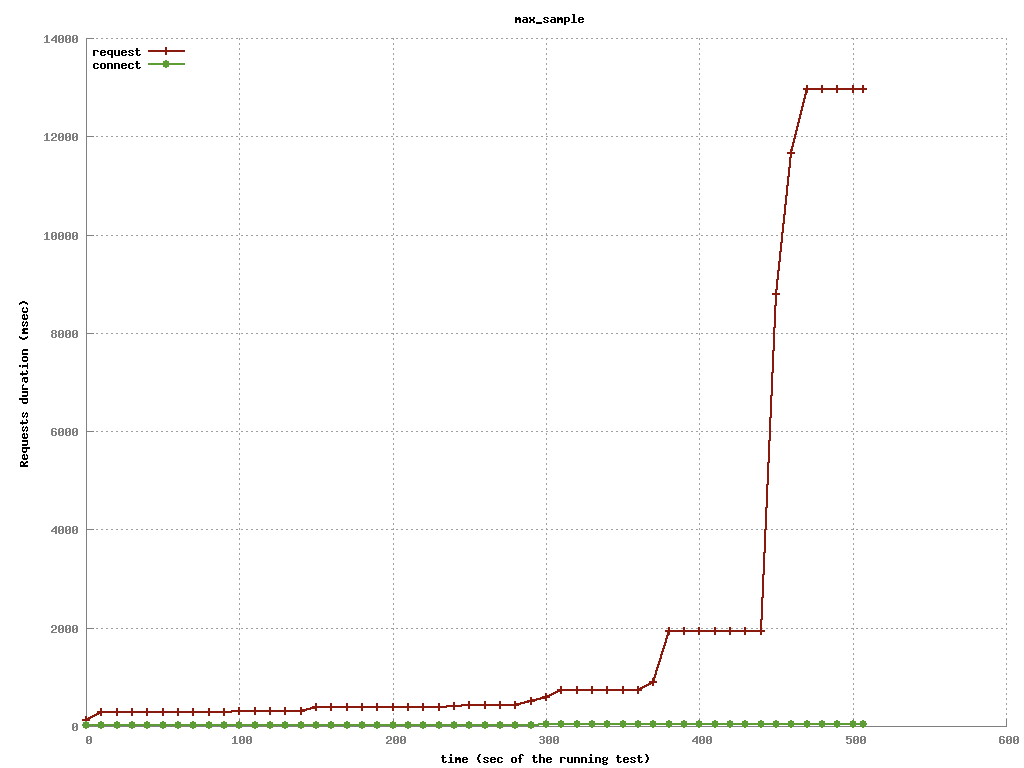 max_sample
request
connect
14000
12000
10000
8000
6000
4000
2000
0
Requests duration (msec)
0 100 200 300 400 500 600
time (sec of the running test)